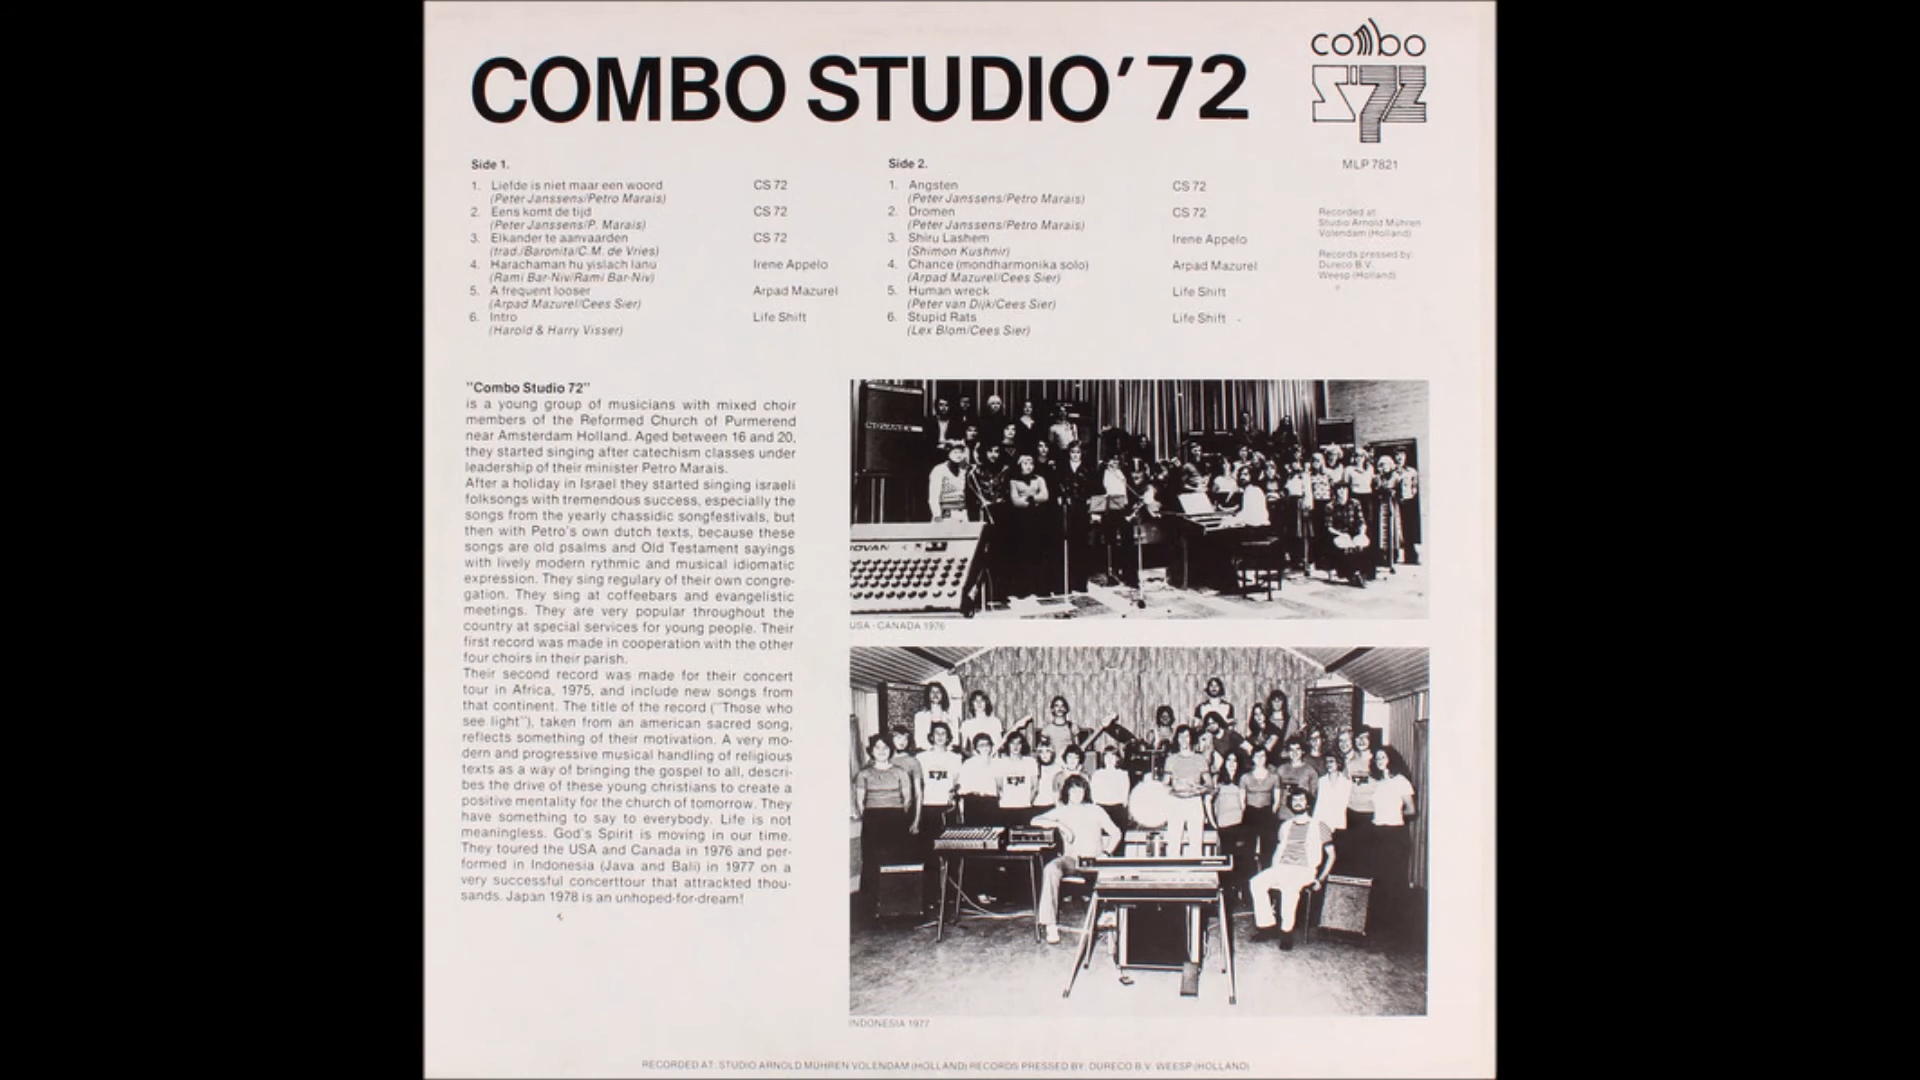 COMBO STUDIO '72
combo
S'72
MLP 7821
Side 1.
1. Liefde is niet maar een woord CS 72
(Peter Janssens/Petro Marais)
2. Eens komt de tijd CS 72
(Peter Janssens/P. Marais)
3. Elkander te aanvaarden CS 72
(trad./Baronita/C.M. de Vries)
4. Harachaman hu yislach lanu Irene Appelo
(Rami Bar-Niv/Rami Bar-Niv)
5. A frequent looser Arpad Mazurel
(Arpad Mazurel/Cees Sier)
6. Intro Life Shift
(Harold & Harry Visser)
Side 2.
1. Angsten CS 72
(Peter Janssens/Petro Marais)
2. Dromen CS 72
(Peter Janssens/Petro Marais)
3. Shiru Lashem Irene Appelo
(Shimon Kushnir)
4. Chance (mondharmonika solo) Arpad Mazurel
(Arpad Mazurel/Cees Sier)
5. Human wreck Life Shift
(Peter van Dijk/Cees Sier)
6. Stupid Rats Life Shift
(Lex Blom/Cees Sier)
Recorded at:
Studio Arnold Mühren
Volendam (Holland)
Records pressed by:
Dureco B.V.
Weesp (Holland)
"Combo Studio 72"
is a young group of musicians with mixed choir
members of the Reformed Church of Purmerend
near Amsterdam Holland. Aged between 16 and 20,
they started singing after catechism classes under
leadership of their minister Petro Marais.
After a holiday in Israel they started singing israeli
folksongs with tremendous success, especially the
songs from the yearly chassidic songfestivals, but
then with Petro's own dutch texts, because these
songs are old psalms and Old Testament sayings
with lively modern rythmic and musical idiomatic
expression. They sing regulary of their own congre-
gation. They sing at coffeebars and evangelistic
meetings. They are very popular throughout the
country at special services for young people. Their
first record was made in cooperation with the other
four choirs in their parish.
Their second record was made for their concert
tour in Africa, 1975, and include new songs from
that continent. The title of the record ("Those who
see light"), taken from an american sacred song,
reflects something of their motivation. A very mo-
dern and progressive musical handling of religious
texts as a way of bringing the gospel to all, descri-
bes the drive of these young christians to create a
positive mentality for the church of tomorrow. They
have something to say to everybody. Life is not
meaningless. God's Spirit is moving in our time.
They toured the USA and Canada in 1976 and per-
formed in Indonesia (Java and Bali) in 1977 on a
very successful concerttour that attrackted thou-
sands. Japan 1978 is an unhoped-for-dream!
NOVANEX
NOVAN
USA - CANADA 1976
S'72
S'72
INDONESIA 1977
RECORDED AT: STUDIO ARNOLD MÜHREN VOLENDAM (HOLLAND) RECORDS PRESSED BY: DURECO B.V. WEESP (HOLLAND)